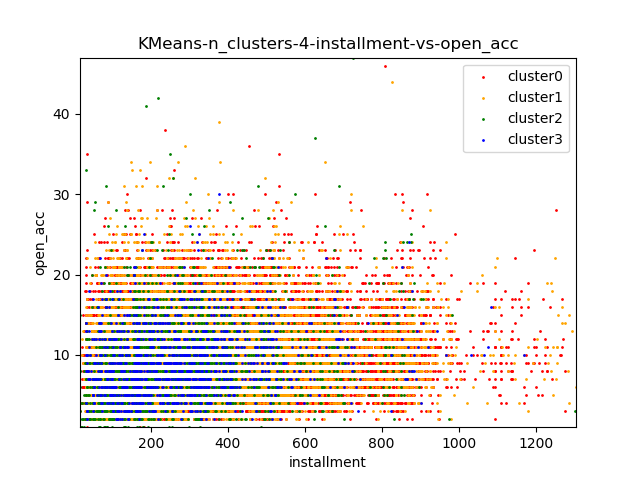 KMeans-n_clusters-4-installment-vs-open_acc
cluster0
cluster1
cluster2
cluster3
40
30
20
10
open_acc
200 400 600 800 1000 1200
installment